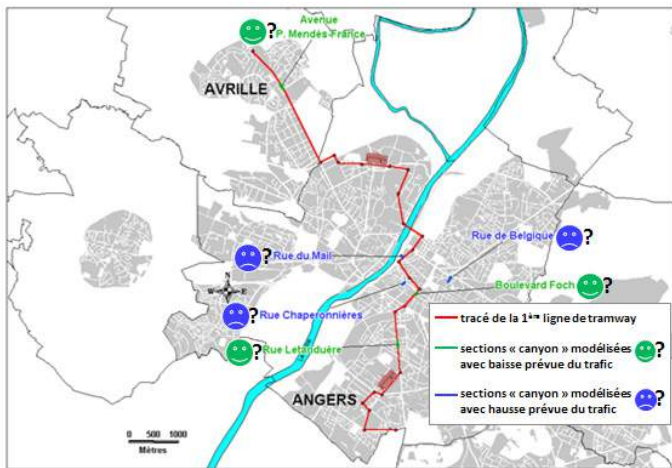 Avenue
P. Mendès-France
?
AVRILLE
Rue de Belgique ?
? Rue du Mail
Boulevard Foch ?
N
W E
S
? Rue Chaperonnières
? Rue Létanduère
ANGERS
0 500 1000
Mètres
tracé de la 1ère ligne de tramway
sections « canyon » modélisées
avec baisse prévue du trafic ?
sections « canyon » modélisées
avec hausse prévue du trafic ?